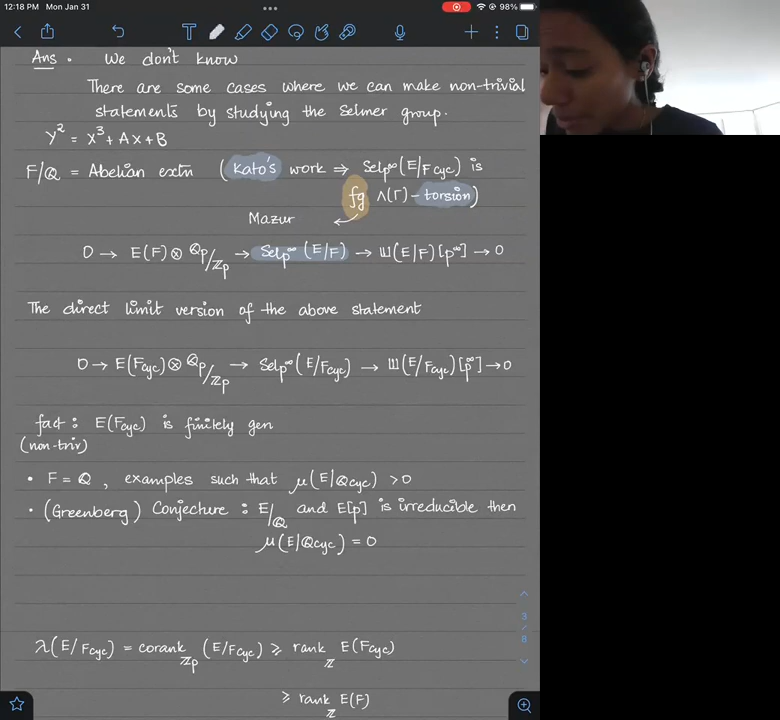 12:18 PM Mon Jan 31
98%
Ans. We don't know
There are some cases where we can make non-trivial
statements by studying the Selmer group.
y² = x³ + Ax + B
F/Q = Abelian extn (Kato's work ⇒ Selp∞(E/Fcyc) is
fg Λ(Γ) - torsion)
Mazur ↙
0 → E(F) ⊗ Qp/Zp → Selp∞(E/F) → Ш(E/F)[p∞] → 0
The direct limit version of the above statement
0 → E(Fcyc) ⊗ Qp/Zp → Selp∞(E/Fcyc) → Ш(E/Fcyc)[p∞] → 0
fact : E(Fcyc) is finitely gen
(non-triv)
• F = Q, examples such that μ(E/Qcyc) > 0
• (Greenberg) Conjecture : E/Q and E[p] is irreducible then
μ(E/Qcyc) = 0
3/8
λ(E/Fcyc) = corank Zp (E/Fcyc) ≥ rank Z E(Fcyc)
≥ rank Z E(F)